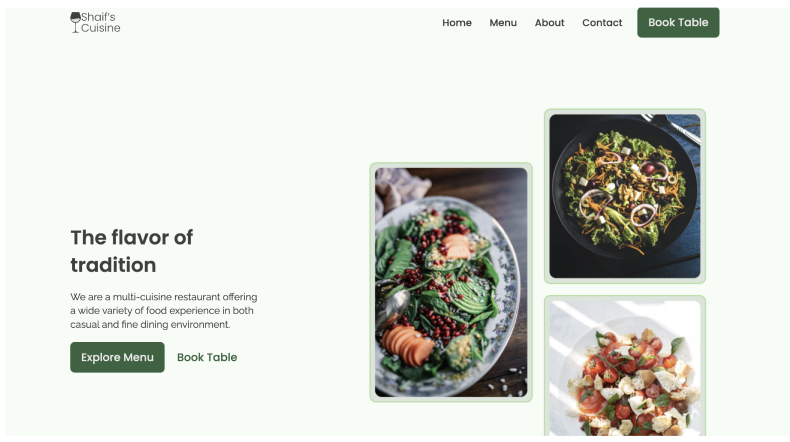 Shaif's
Cuisine
Home Menu About Contact Book Table
The flavor of
tradition
We are a multi-cuisine restaurant offering
a wide variety of food experience in both
casual and fine dining environment.
Explore Menu Book Table